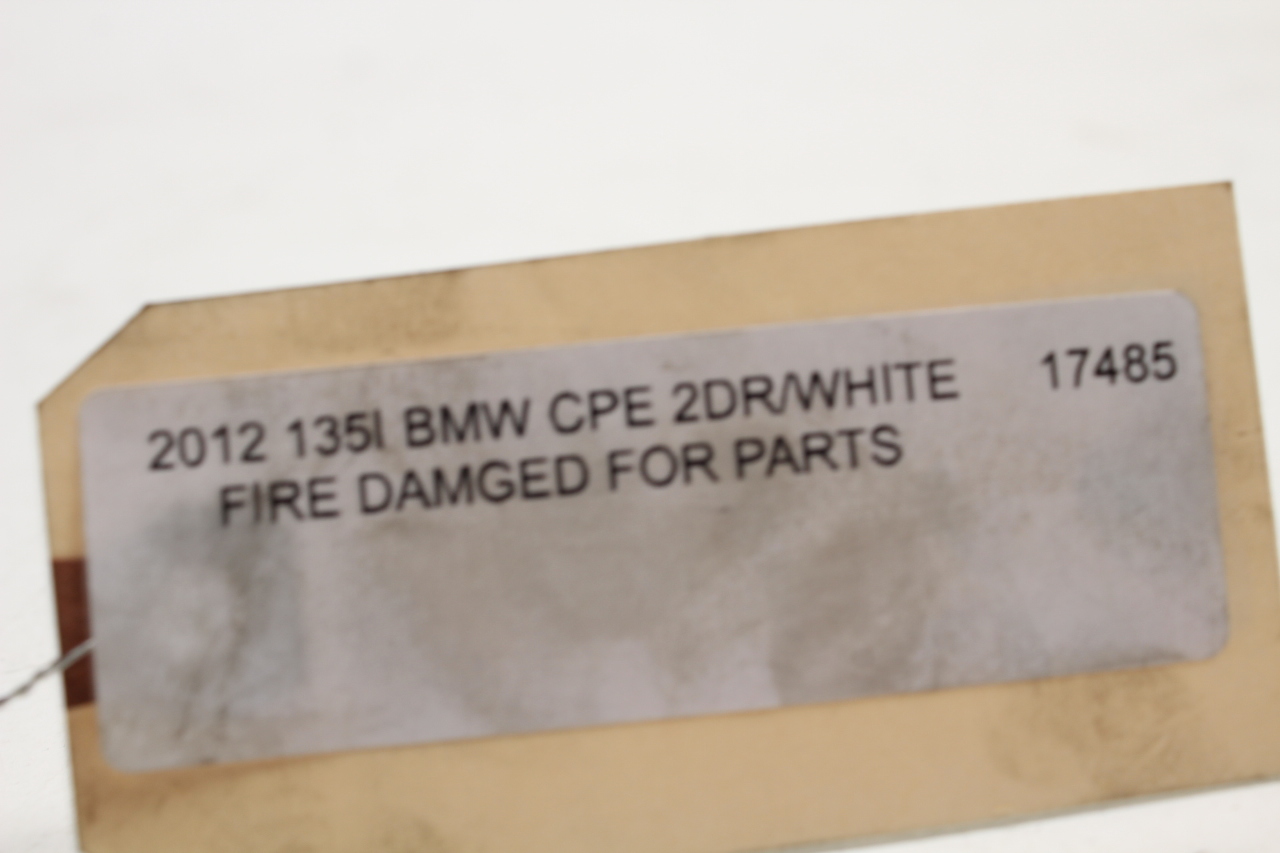 2012 135I BMW CPE 2DR/WHITE 17485
FIRE DAMGED FOR PARTS